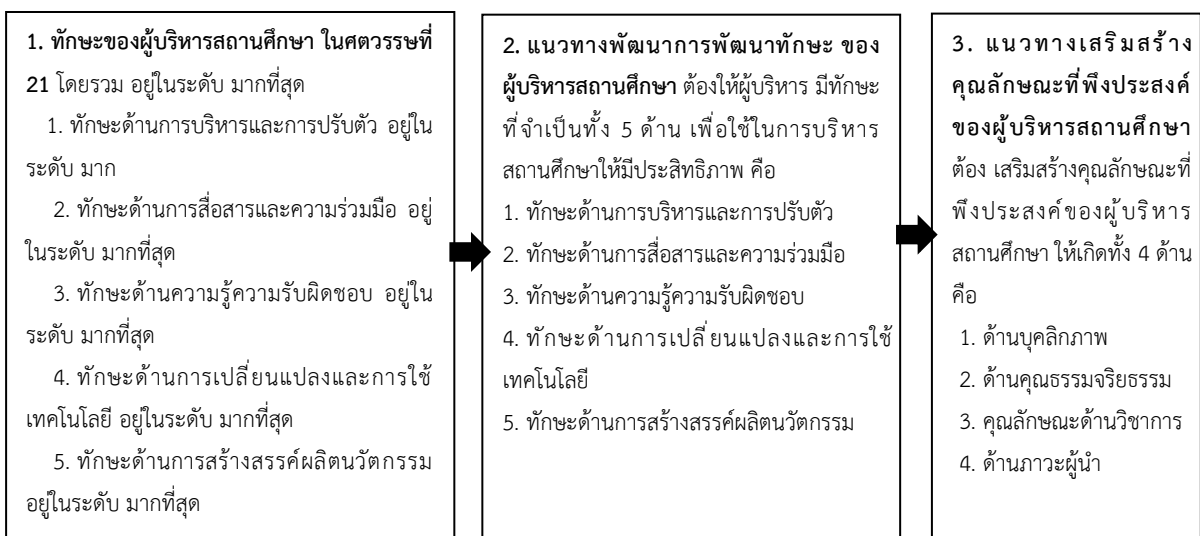 1. ทักษะของผู้บริหารสถานศึกษา ในศตวรรษที่
21 โดยรวม อยู่ในระดับ มากที่สุด
1. ทักษะด้านการบริหารและการปรับตัว อยู่ใน
ระดับ มาก
2. ทักษะด้านการสื่อสารและความร่วมมือ อยู่
ในระดับ มากที่สุด
3. ทักษะด้านความรู้ความรับผิดชอบ อยู่ใน
ระดับ มากที่สุด
4. ทักษะด้านการเปลี่ยนแปลงและการใช้
เทคโนโลยี อยู่ในระดับ มากที่สุด
5. ทักษะด้านการสร้างสรรค์ผลิตนวัตกรรม
อยู่ในระดับ มากที่สุด
2. แนวทางพัฒนาการพัฒนาทักษะ ของ
ผู้บริหารสถานศึกษา ต้องให้ผู้บริหาร มีทักษะ
ที่จำเป็นทั้ง 5 ด้าน เพื่อใช้ในการบริหาร
สถานศึกษาให้มีประสิทธิภาพ คือ
1. ทักษะด้านการบริหารและการปรับตัว
2. ทักษะด้านการสื่อสารและความร่วมมือ
3. ทักษะด้านความรู้ความรับผิดชอบ
4. ทักษะด้านการเปลี่ยนแปลงและการใช้
เทคโนโลยี
5. ทักษะด้านการสร้างสรรค์ผลิตนวัตกรรม
3. แนวทางเสริมสร้าง
คุณลักษณะที่พึงประสงค์
ของผู้บริหารสถานศึกษา
ต้อง เสริมสร้างคุณลักษณะที่
พึงประสงค์ของผู้บริหาร
สถานศึกษา ให้เกิดทั้ง 4 ด้าน
คือ
1. ด้านบุคลิกภาพ
2. ด้านคุณธรรมจริยธรรม
3. คุณลักษณะด้านวิชาการ
4. ด้านภาวะผู้นำ